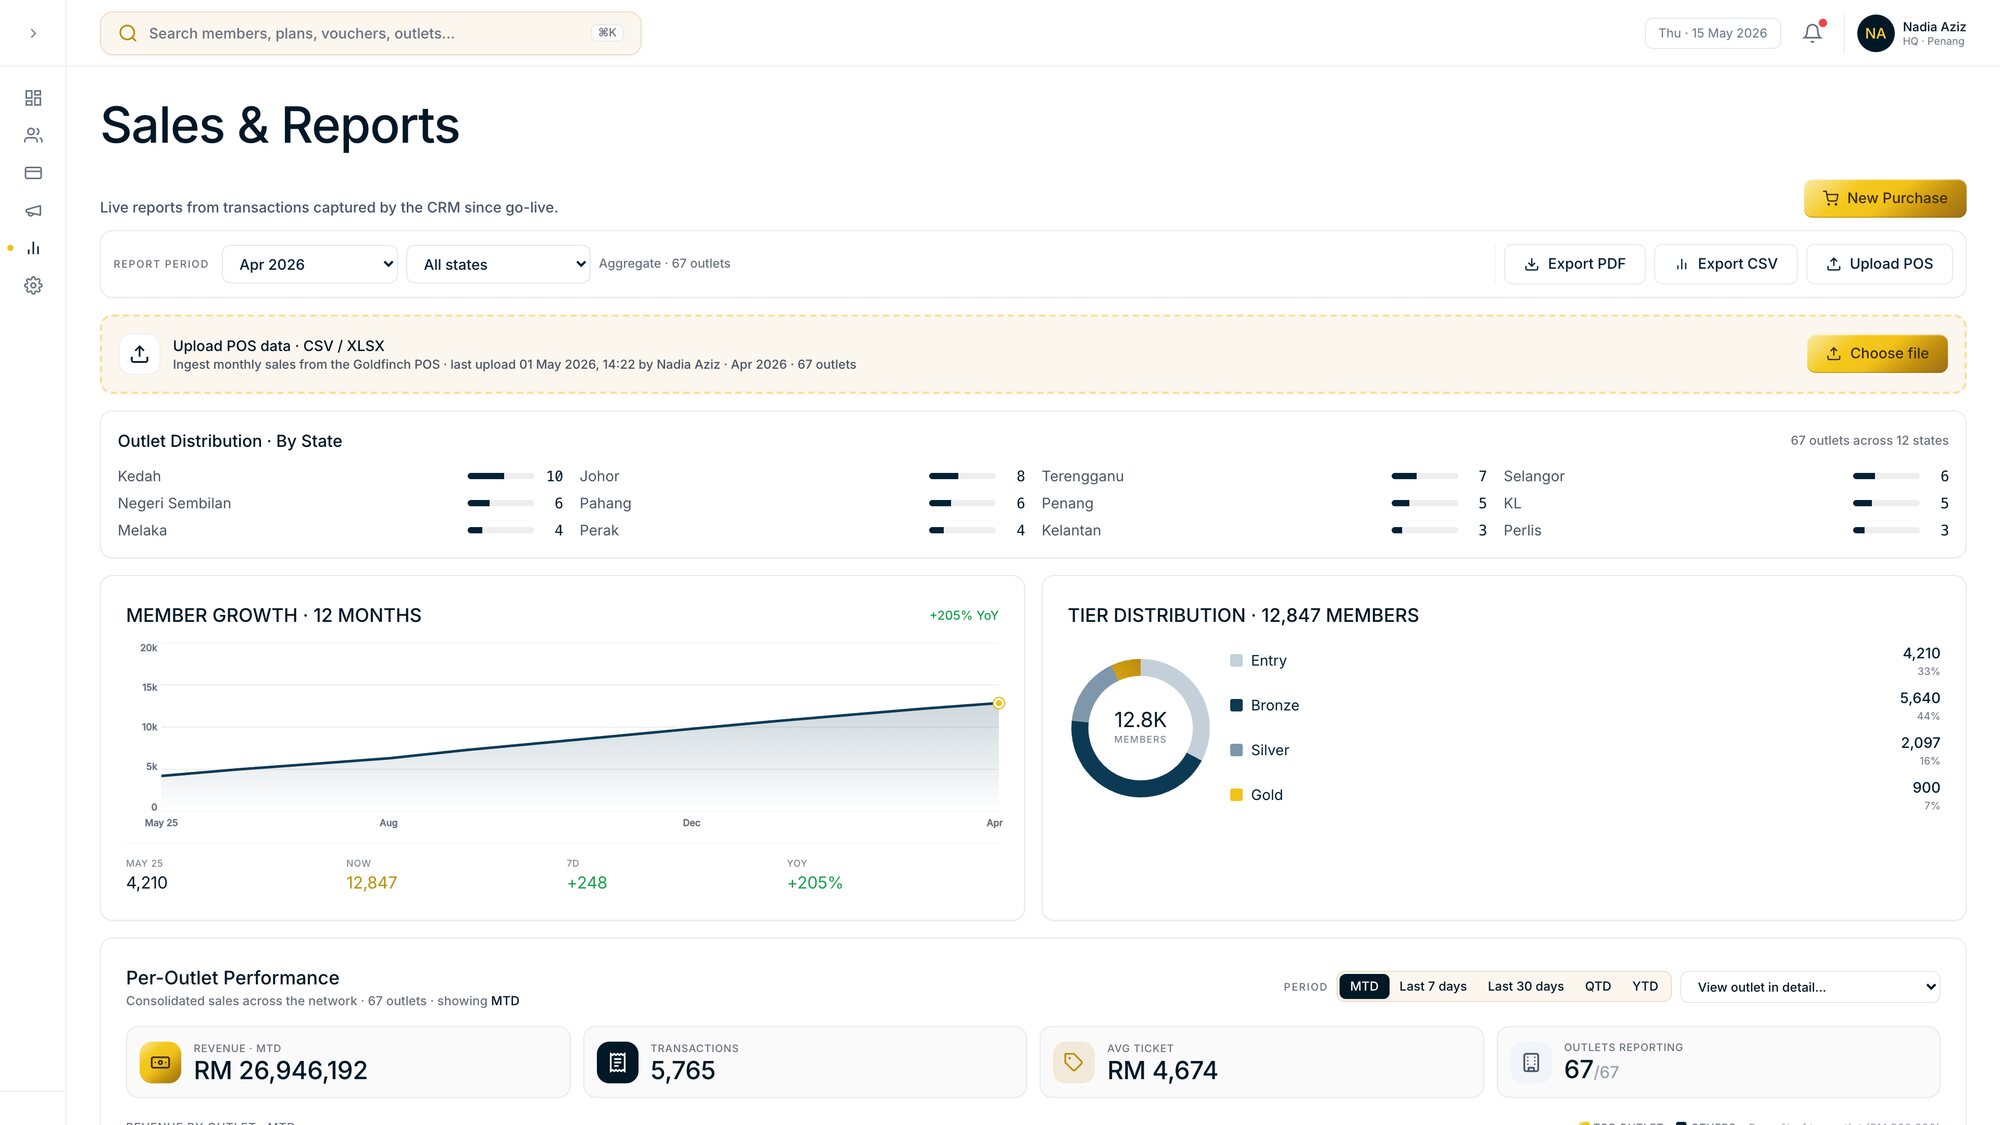 Search members, plans, vouchers, outlets...
⌘K
Thu · 15 May 2026
NA
Nadia Aziz
HQ · Penang
Sales & Reports
Live reports from transactions captured by the CRM since go-live.
New Purchase
REPORT PERIOD
Apr 2026
All states
Aggregate · 67 outlets
Export PDF
Export CSV
Upload POS
Upload POS data · CSV / XLSX
Ingest monthly sales from the Goldfinch POS · last upload 01 May 2026, 14:22 by Nadia Aziz · Apr 2026 · 67 outlets
Choose file
Outlet Distribution · By State
67 outlets across 12 states
Kedah 10
Johor 8
Terengganu 7
Selangor 6
Negeri Sembilan 6
Pahang 6
Penang 5
KL 5
Melaka 4
Perak 4
Kelantan 3
Perlis 3
MEMBER GROWTH · 12 MONTHS
+205% YoY
20k
15k
10k
5k
0
May 25
Aug
Dec
Apr
MAY 25
4,210
NOW
12,847
7D
+248
YOY
+205%
TIER DISTRIBUTION · 12,847 MEMBERS
12.8K
MEMBERS
Entry
4,210
33%
Bronze
5,640
44%
Silver
2,097
16%
Gold
900
7%
Per-Outlet Performance
Consolidated sales across the network · 67 outlets · showing MTD
PERIOD
MTD
Last 7 days
Last 30 days
QTD
YTD
View outlet in detail...
REVENUE · MTD
RM 26,946,192
TRANSACTIONS
5,765
AVG TICKET
RM 4,674
OUTLETS REPORTING
67/67
REVENUE BY OUTLET · MTD
TOP OUTLET
OTHERS